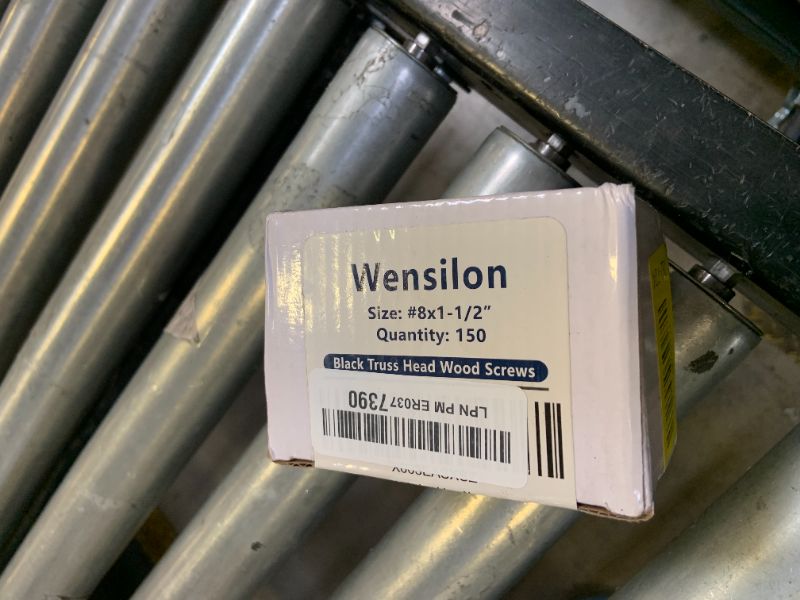 Wensilon
Size: #8x1-1/2"
Quantity: 150
Black Truss Head Wood Screws
LPN PM ER037 7390